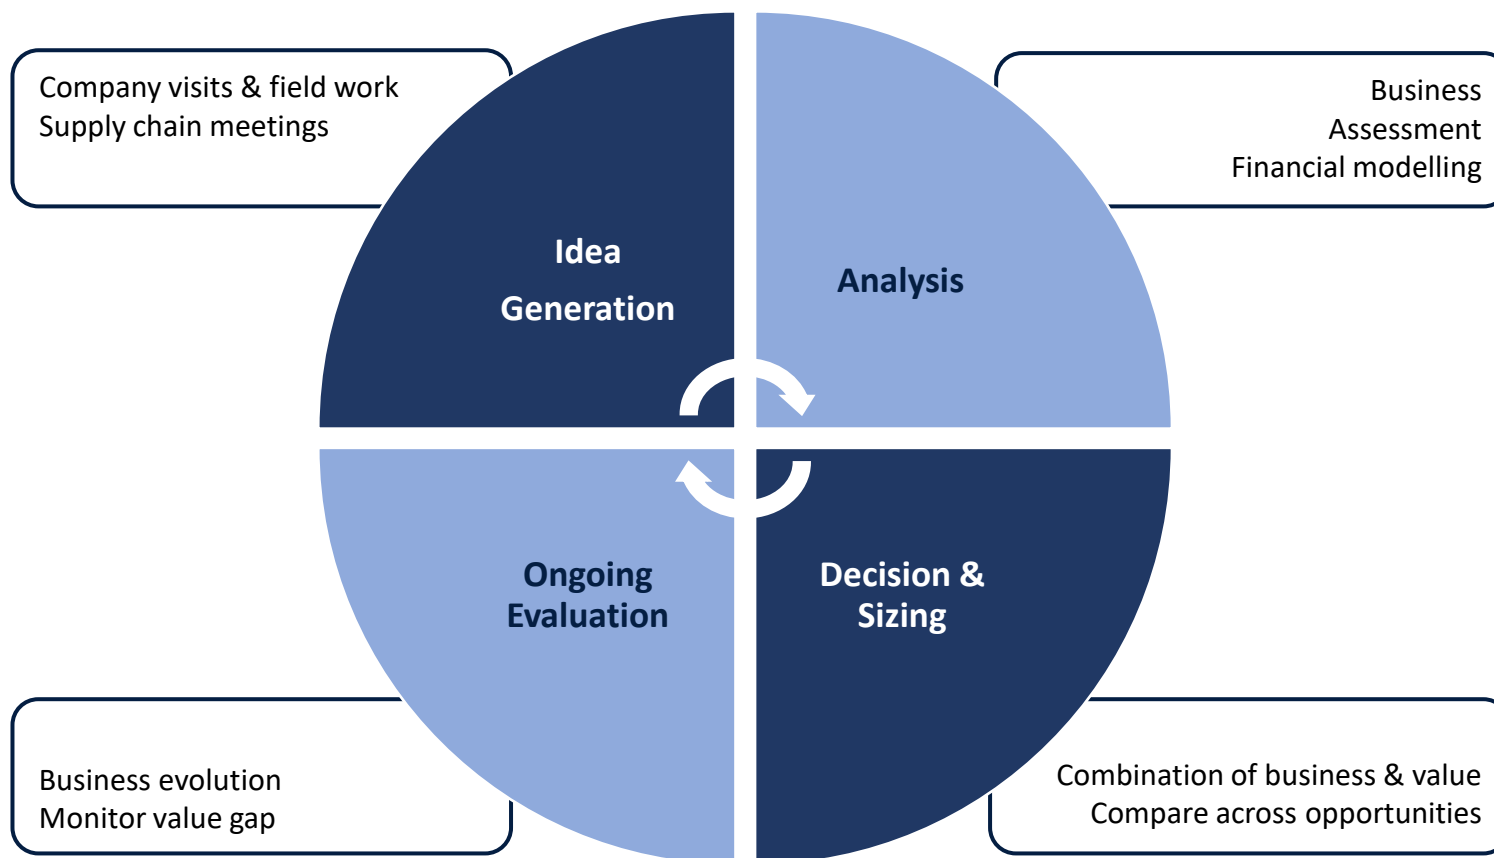 Company visits & field work
Supply chain meetings
Business
Assessment
Financial modelling
Idea
Generation
Analysis
Ongoing
Evaluation
Decision &
Sizing
Business evolution
Monitor value gap
Combination of business & value
Compare across opportunities